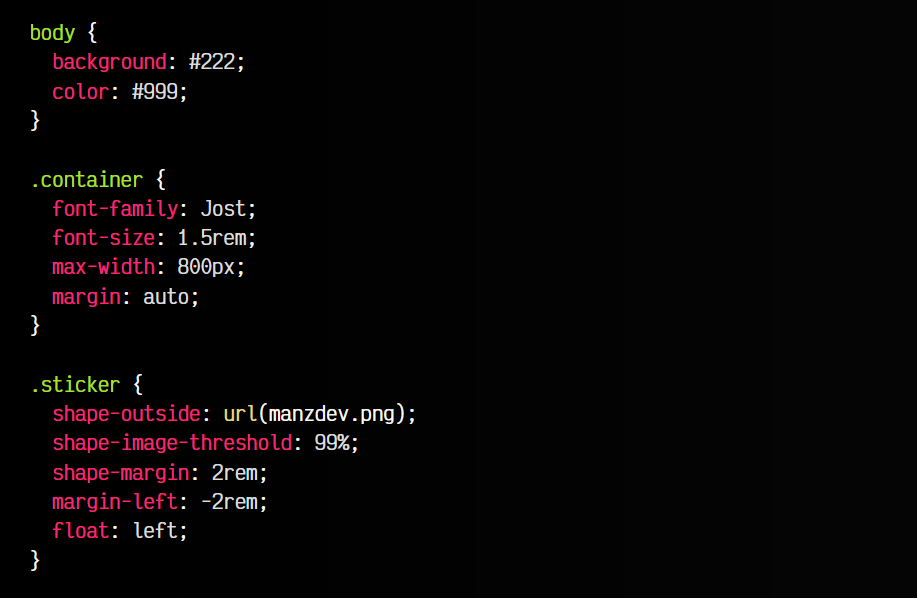 body {
  background: #222;
  color: #999;
}

.container {
  font-family: Jost;
  font-size: 1.5rem;
  max-width: 800px;
  margin: auto;
}

.sticker {
  shape-outside: url(manzdev.png);
  shape-image-threshold: 99%;
  shape-margin: 2rem;
  margin-left: -2rem;
  float: left;
}